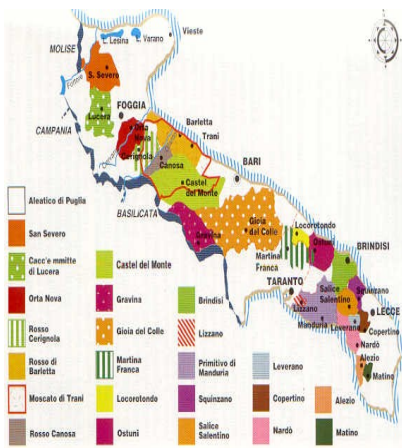 Vieste
L. Lesina
L. Varano
MOLISE
S. Severo
Fortore
Lucera
FOGGIA
CAMPANIA
Orta
Nova
Cerignola
Barletta
Trani
Canosa
BARI
Castel
del Monte
BASILICATA
Gravina
Gioia
del Colle
Locorotondo
Martina
Franca
Ostuni
BRINDISI
TARANTO
Lizzano
Salice
Salentino
Squinzano
Manduria
Leverano
LECCE
Copertino
Nardò
Alezio
Matino
Aleatico di Puglia
San Severo
Cacc'e mmitte
di Lucera
Orta Nova
Rosso
Cerignola
Rosso di
Barletta
Moscato di Trani
Rosso Canosa
Castel del Monte
Gravina
Gioia del Colle
Martina
Franca
Locorotondo
Ostuni
Brindisi
Lizzano
Primitivo di
Manduria
Squinzano
Salice
Salentino
Leverano
Copertino
Nardò
Alezio
Matino